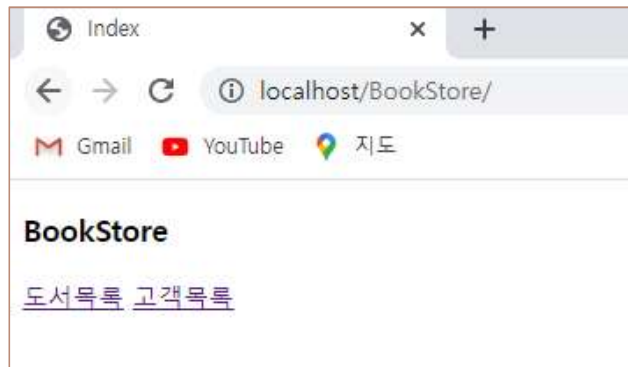 Index
localhost/BookStore/
Gmail YouTube 지도
BookStore
도서목록 고객목록